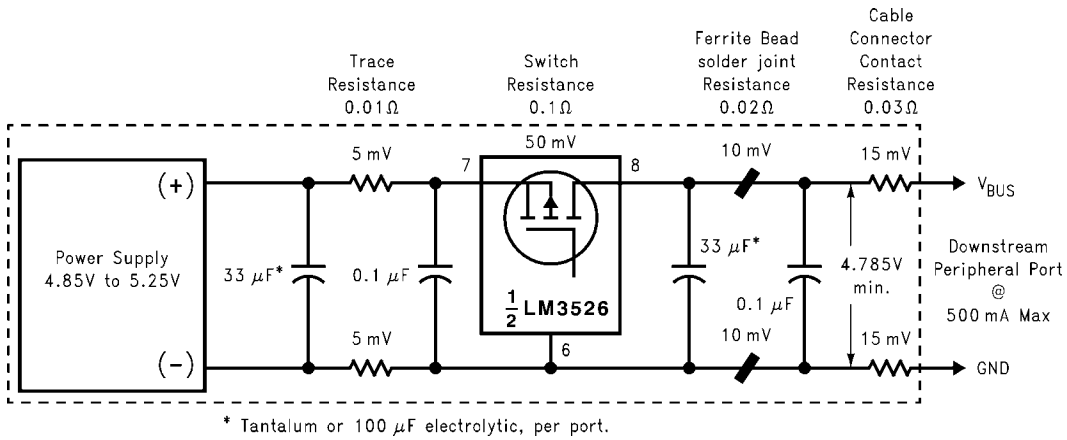 Cable
Connector
Contact
Resistance
0.03Ω
Ferrite Bead
solder joint
Resistance
0.02Ω
Switch
Resistance
0.1Ω
Trace
Resistance
0.01Ω
50 mV
5 mV
7
8
10 mV
15 mV
(+)
V_BUS
Power Supply
4.85V to 5.25V
33 µF*
0.1 µF
33 µF*
0.1 µF
4.785V
min.
Downstream
Peripheral Port
@
500 mA Max
1/2 LM3526
5 mV
6
10 mV
15 mV
(−)
GND
* Tantalum or 100 µF electrolytic, per port.